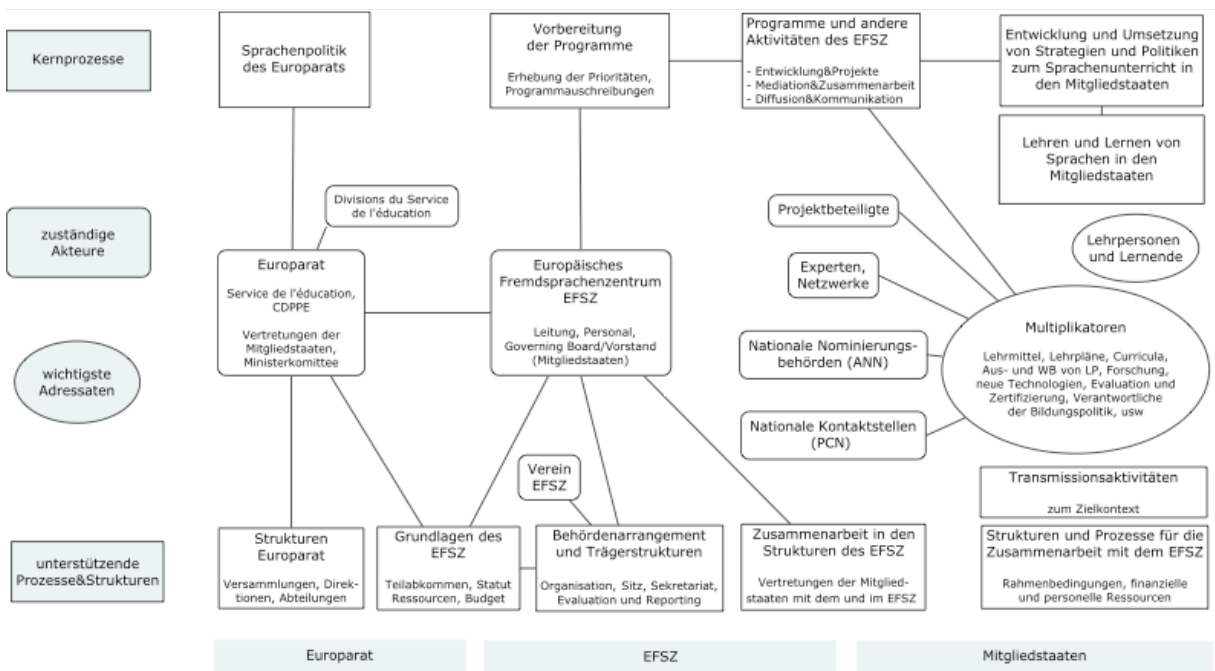 Kernprozesse
Sprachenpolitik
des Europarats
Vorbereitung
der Programme
Erhebung der Prioritäten,
Programmauschreibungen
Programme und andere
Aktivitäten des EFSZ
- Entwicklung&Projekte
- Mediation&Zusammenarbeit
- Diffusion&Kommunikation
Entwicklung und Umsetzung
von Strategien und Politiken
zum Sprachenunterricht in
den Mitgliedstaaten
Lehren und Lernen von
Sprachen in den
Mitgliedstaaten
zuständige
Akteure
Divisions du Service
de l'éducation
Europarat
Service de l'éducation,
CDPPE
Vertretungen der
Mitgliedstaaten,
Ministerkomittee
Europäisches
Fremdsprachenzentrum
EFSZ
Leitung, Personal,
Governing Board/Vorstand
(Mitgliedstaaten)
Projektbeteiligte
Experten,
Netzwerke
Nationale Nominierungs-
behörden (ANN)
Nationale Kontaktstellen
(PCN)
Lehrpersonen
und Lernende
Multiplikatoren
Lehrmittel, Lehrpläne, Curricula,
Aus- und WB von LP, Forschung,
neue Technologien, Evaluation und
Zertifizierung, Verantwortliche
der Bildungspolitik, usw
wichtigste
Adressaten
Verein
EFSZ
Transmissionsaktivitäten
zum Zielkontext
unterstützende
Prozesse&Strukturen
Strukturen
Europarat
Versammlungen, Direk-
tionen, Abteilungen
Grundlagen des
EFSZ
Teilabkommen, Statut
Ressourcen, Budget
Behördenarrangement
und Trägerstrukturen
Organisation, Sitz, Sekretariat,
Evaluation und Reporting
Zusammenarbeit in den
Strukturen des EFSZ
Vertretungen der Mitglied-
staaten mit dem und im EFSZ
Strukturen und Prozesse für die
Zusammenarbeit mit dem EFSZ
Rahmenbedingungen, finanzielle
und personelle Ressourcen
Europarat
EFSZ
Mitgliedstaaten